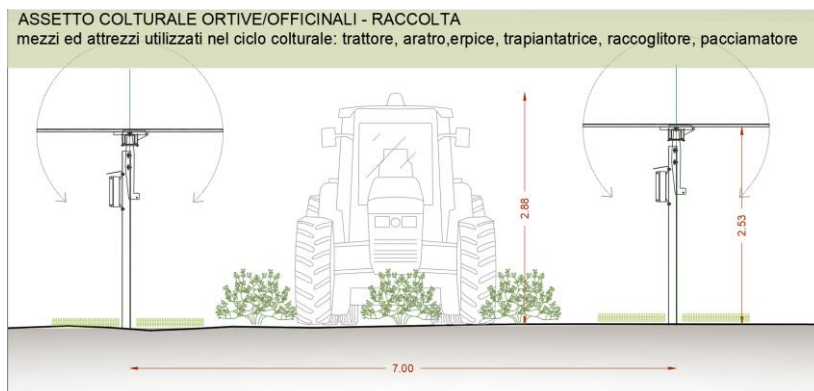 ASSETTO COLTURALE ORTIVE/OFFICINALI - RACCOLTA
mezzi ed attrezzi utilizzati nel ciclo colturale: trattore, aratro,erpice, trapiantatrice, raccoglitore, pacciamatore
2.88
2.53
7.00